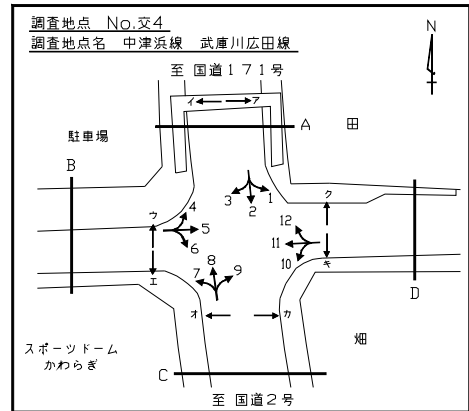 調査地点 No.交4
調査地点名 中津浜線 武庫川広田線
N
至 国道171号
イ ア
A
駐車場
田
B
ク
3 2 1
4
5
6
ウ
12
11
10
エ
キ
7 8 9
D
オ カ
スポーツドーム
かわらぎ
畑
C
至 国道2号